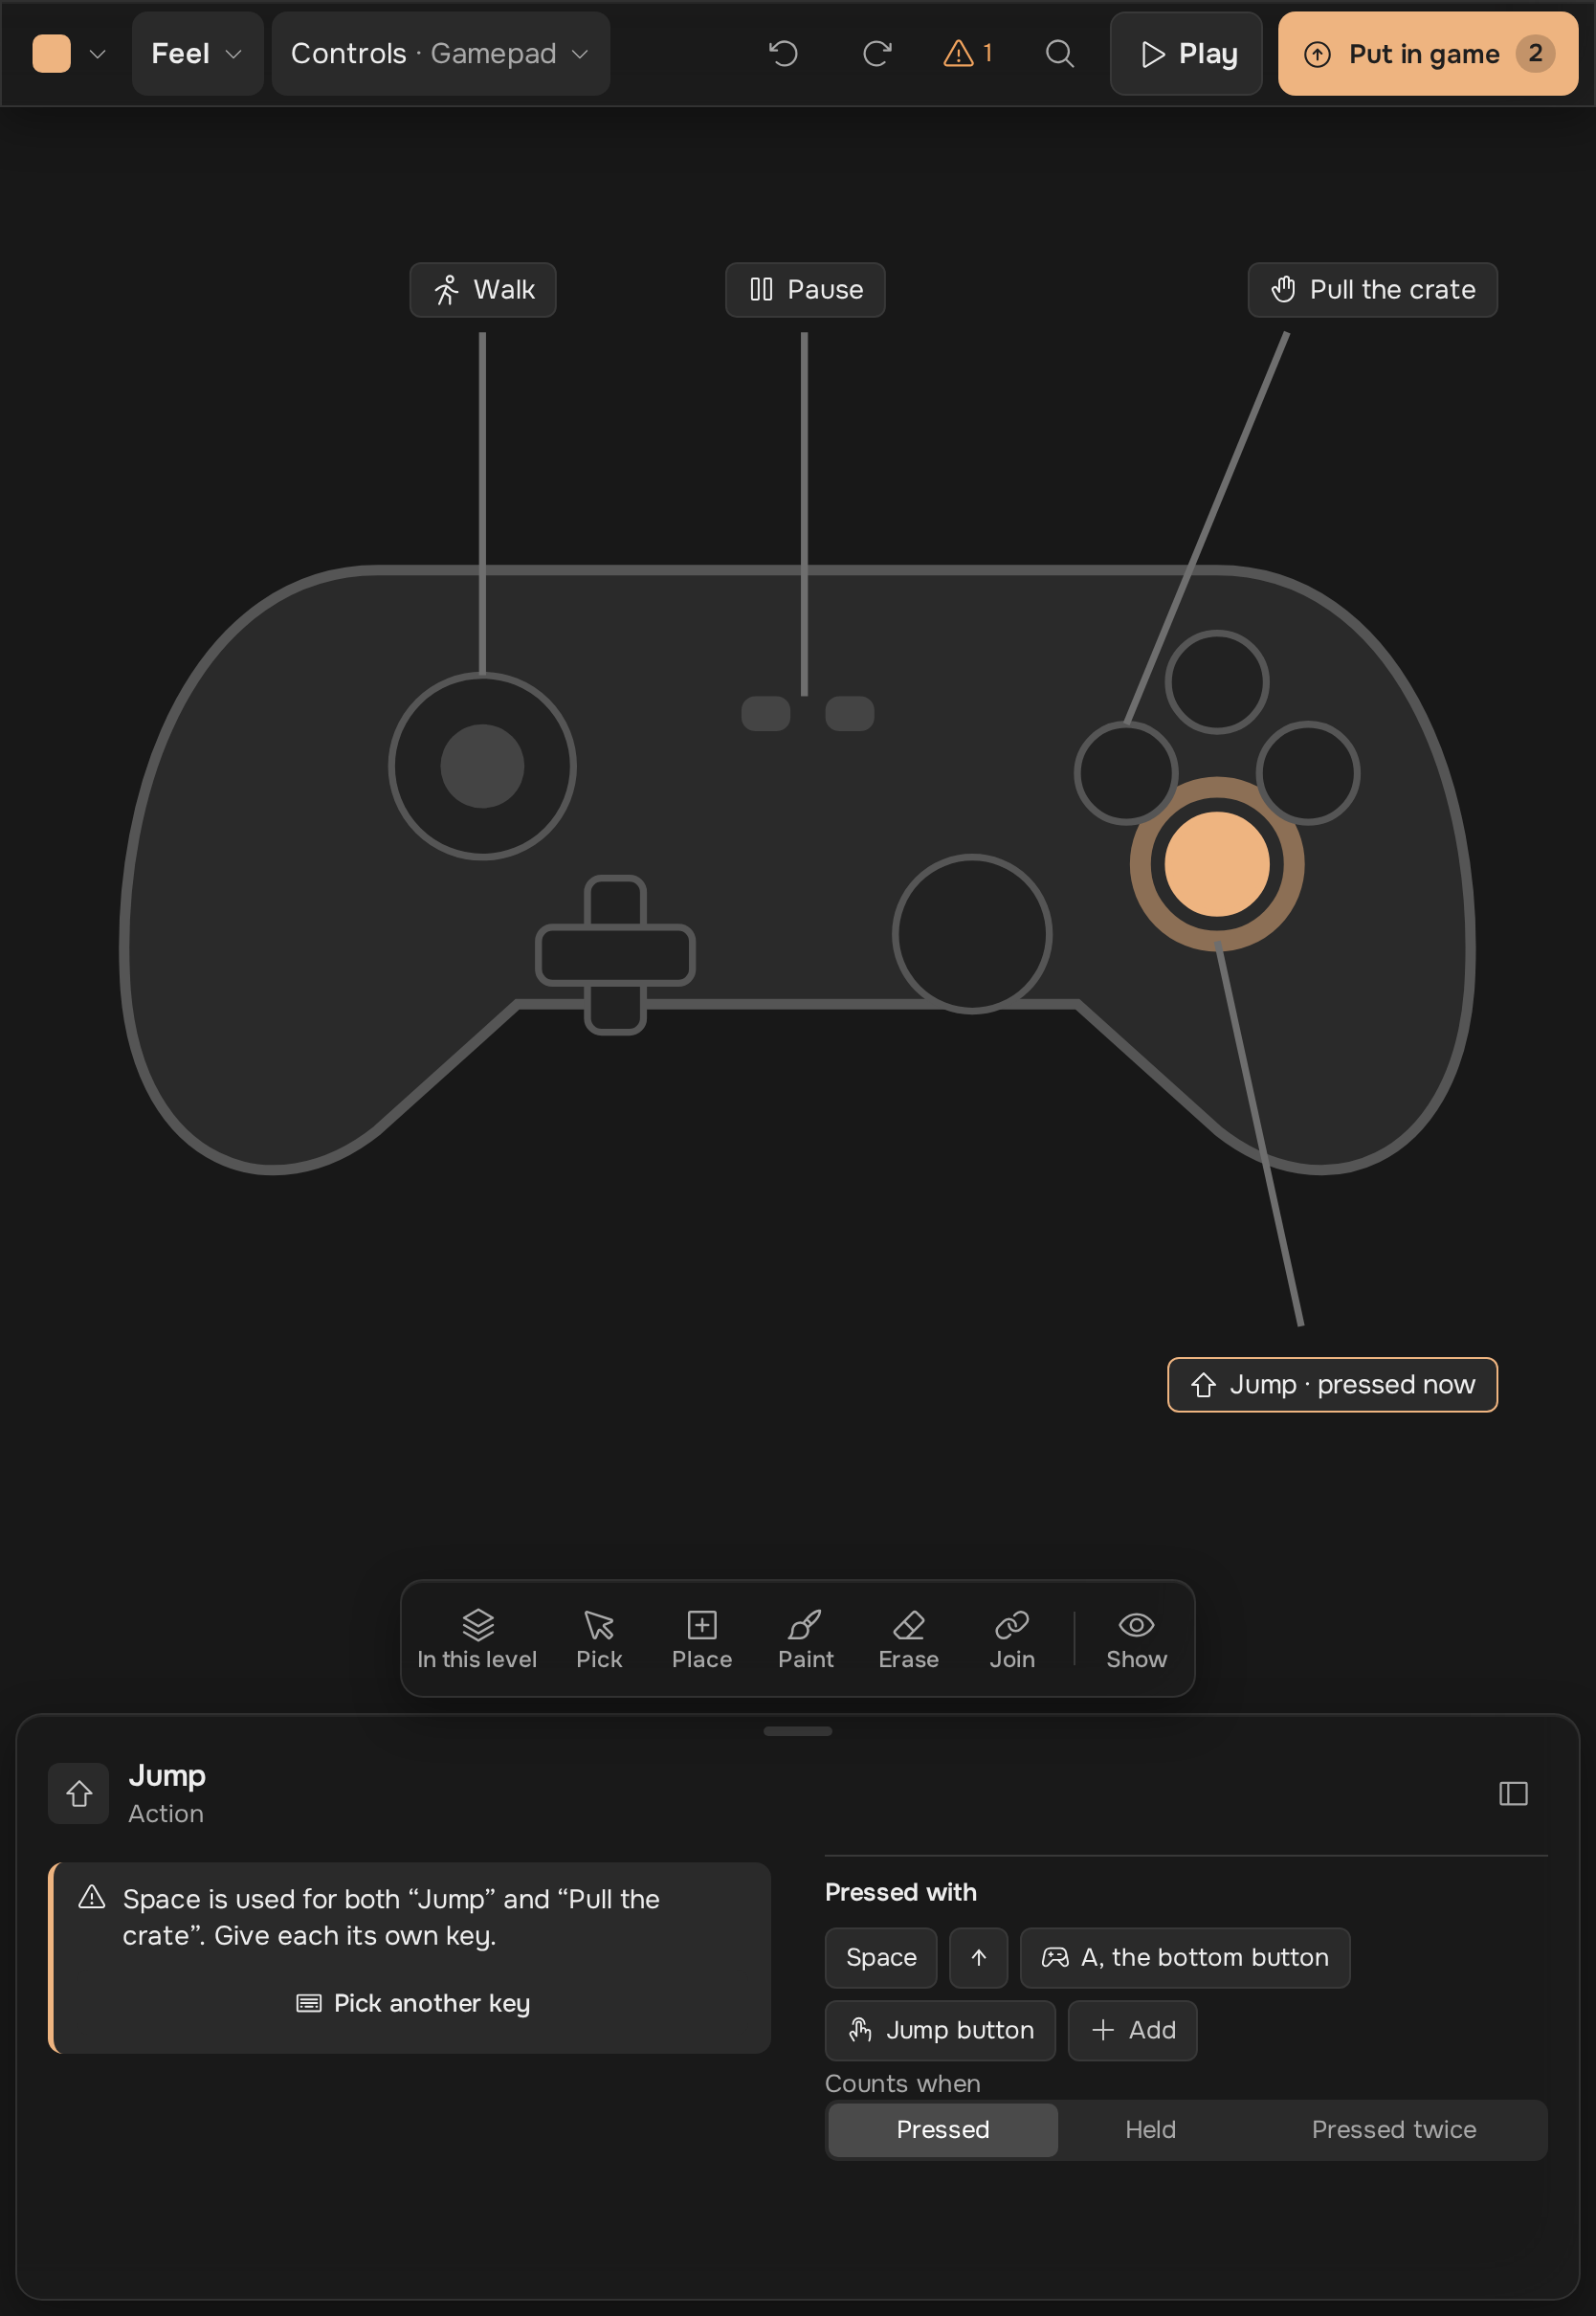 Feel
Controls · Gamepad
1
Play
Put in game 2
Walk
Pause
Pull the crate
Jump · pressed now
In this level
Pick
Place
Paint
Erase
Join
Show
Jump
Action
Space is used for both “Jump” and “Pull the
crate”. Give each its own key.
Pick another key
Pressed with
Space
A, the bottom button
Jump button
Add
Counts when
Pressed
Held
Pressed twice